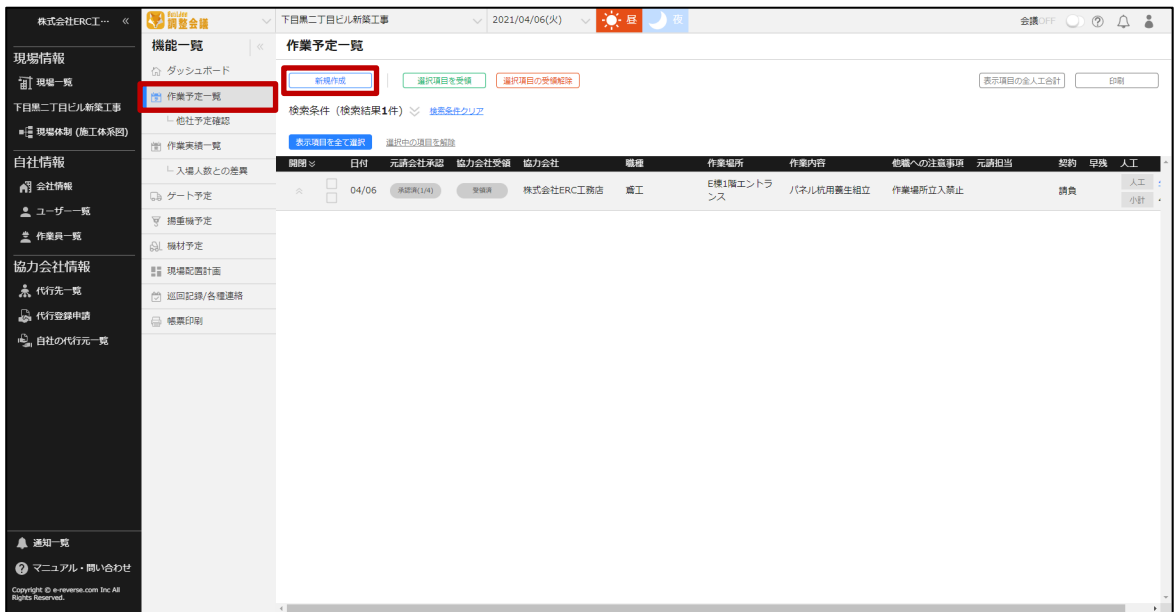 株式会社ERC工… «
現場情報
現場一覧
下目黒二丁目ビル新築工事
現場体制 (施工体系図)
自社情報
会社情報
ユーザー一覧
作業員一覧
協力会社情報
代行先一覧
代行登録申請
自社の代行元一覧
通知一覧
マニュアル・問い合わせ
Copyright © e-reverse.com Inc All
Rights Reserved.
調整会議
下目黒二丁目ビル新築工事 2021/04/06(火) 昼 夜 会議OFF
機能一覧 «
ダッシュボード
作業予定一覧
他社予定確認
作業実績一覧
入場人数との差異
ゲート予定
揚重機予定
機材予定
現場配置計画
巡回記録/各種連絡
帳票印刷
作業予定一覧
新規作成 選択項目を受領 選択項目の受領解除 表示項目の全人工合計 印刷
検索条件 (検索結果1件) 検索条件クリア
表示項目を全て選択 選択中の項目を解除
開閉 日付 元請会社承認 協力会社受領 協力会社 職種 作業場所 作業内容 他職への注意事項 元請担当 契約 早残 人工
04/06 承認済(1/4) 受領済 株式会社ERC工務店 鳶工 E棟1階エントラ
ンス パネル杭用養生組立 作業場所立入禁止 請負 人工
小計